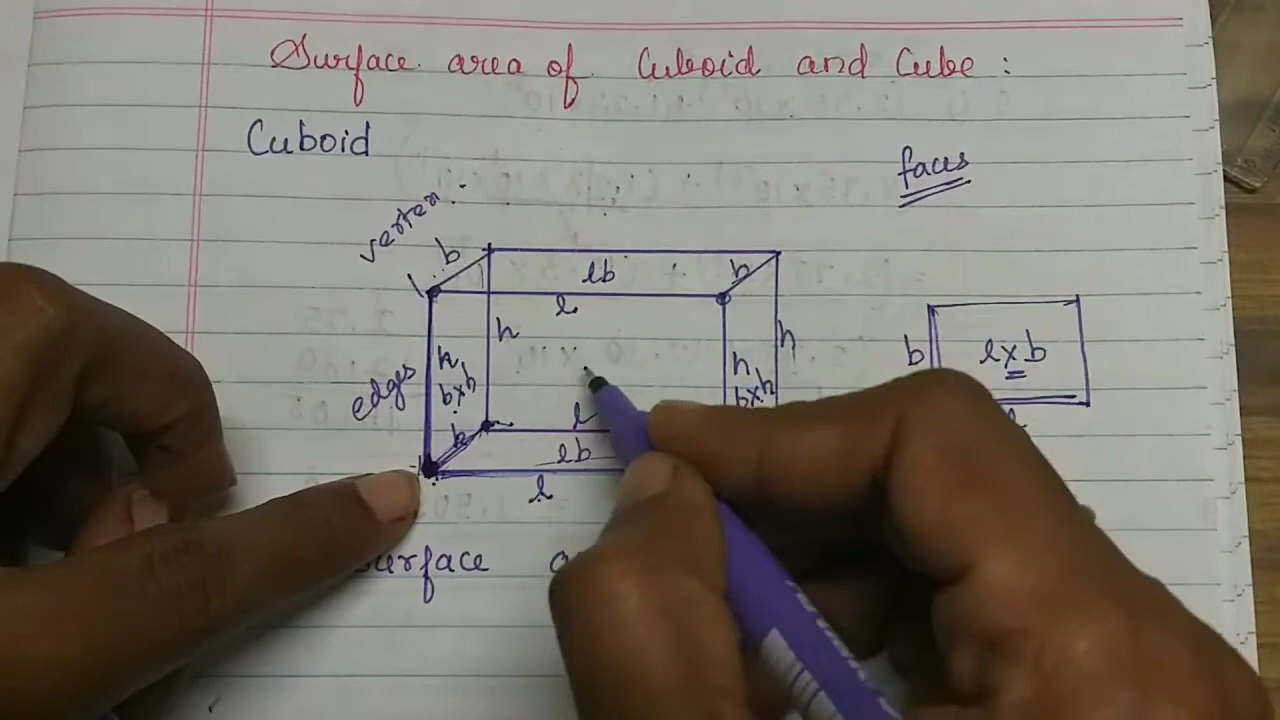 Surface area of Cuboid and Cube :
Cuboid
faces
vertex
b
lb
h
l
h
h
h
b×h
h
b×h
b
l×b
edges
b
l
lb
l
urface a